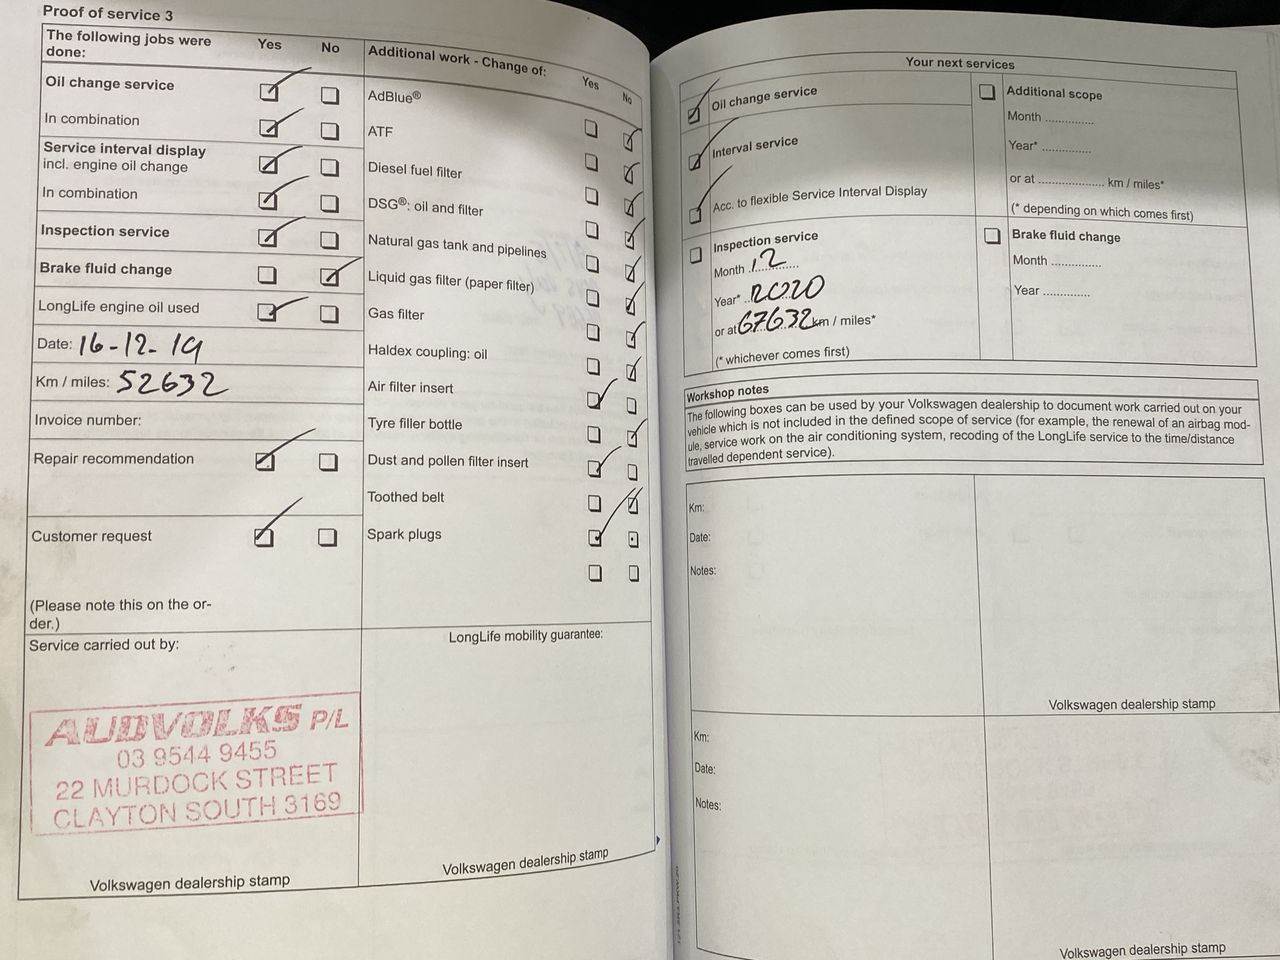 Proof of service 3
The following jobs were done: Yes No
Oil change service
In combination
Service interval display
incl. engine oil change
In combination
Inspection service
Brake fluid change
LongLife engine oil used
Date: 16-12-19
Km / miles: 52632
Invoice number:
Repair recommendation
Customer request
(Please note this on the or-
der.)
Service carried out by:
AUDVOLKS P/L
03 9544 9455
22 MURDOCK STREET
CLAYTON SOUTH 3169
Volkswagen dealership stamp
Additional work - Change of: Yes No
AdBlue®
ATF
Diesel fuel filter
DSG®: oil and filter
Natural gas tank and pipelines
Liquid gas filter (paper filter)
Gas filter
Haldex coupling: oil
Air filter insert
Tyre filler bottle
Dust and pollen filter insert
Toothed belt
Spark plugs
LongLife mobility guarantee:
Volkswagen dealership stamp
Your next services
Oil change service
Interval service
Acc. to flexible Service Interval Display
Additional scope
Month ..............
Year* ..............
or at .................... km / miles*
(* depending on which comes first)
Inspection service
Month 12
Year* 2020
or at 67632 km / miles*
(* whichever comes first)
Brake fluid change
Month ..............
Year ..............
Workshop notes
The following boxes can be used by your Volkswagen dealership to document work carried out on your
vehicle which is not included in the defined scope of service (for example, the renewal of an airbag mod-
ule, service work on the air conditioning system, recoding of the LongLife service to the time/distance
travelled dependent service).
Km:
Date:
Notes:
Volkswagen dealership stamp
Km:
Date:
Notes:
Volkswagen dealership stamp